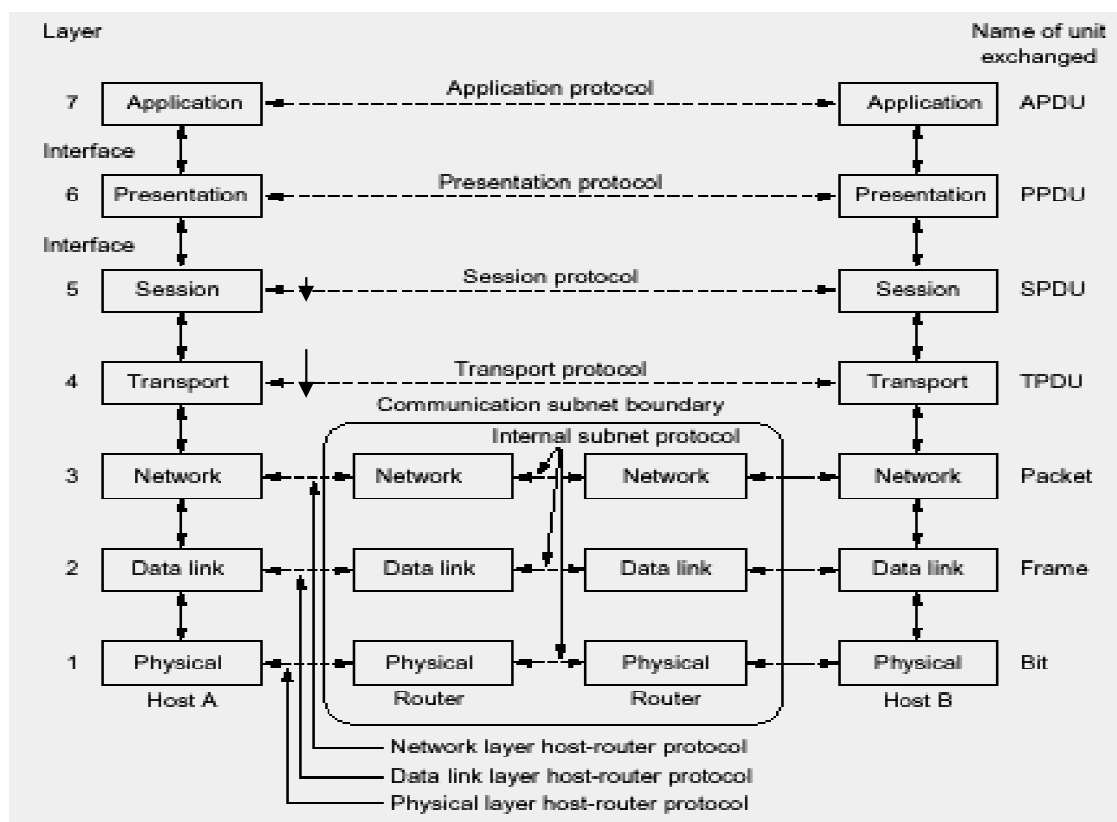 Layer
Name of unit
exchanged
7 Application Application protocol Application APDU
Interface
6 Presentation Presentation protocol Presentation PPDU
Interface
5 Session Session protocol Session SPDU
4 Transport Transport protocol Transport TPDU
Communication subnet boundary
Internal subnet protocol
3 Network Network Network Network Packet
2 Data link Data link Data link Data link Frame
1 Physical Physical Physical Physical Bit
Host A Router Router Host B
Network layer host-router protocol
Data link layer host-router protocol
Physical layer host-router protocol